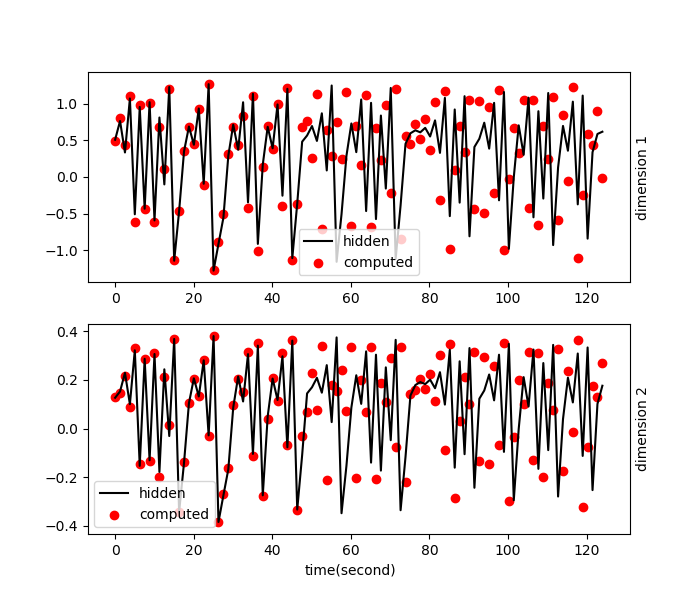 1.0
0.5
0.0
−0.5
−1.0
hidden
computed
0 20 40 60 80 100 120
dimension 1
0.4
0.2
0.0
−0.2
−0.4
hidden
computed
0 20 40 60 80 100 120
time(second)
dimension 2